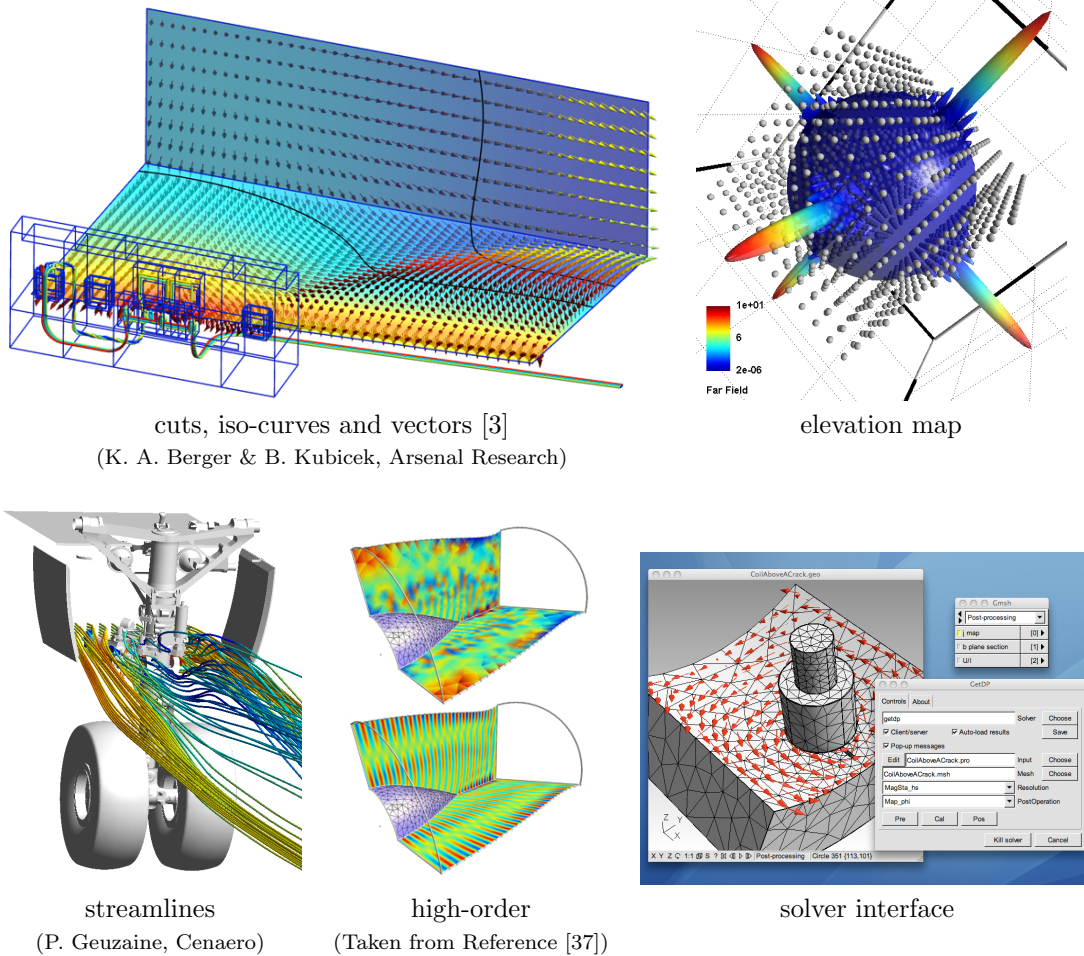 1e+01
6
2e-06
Far Field
cuts, iso-curves and vectors [3]
(K. A. Berger & B. Kubicek, Arsenal Research)
elevation map
CoilAboveACrack.geo
Gmsh
Post-processing
j map [0]
b plane section [1]
U/I [2]
GetDP
Controls About
getdp Solver Choose
Client/server Auto-load results Save
Pop-up messages
Edit CoilAboveACrack.pro Input Choose
CoilAboveACrack.msh Mesh Choose
MagSta_hs Resolution
Map_phi PostOperation
Pre Cal Pos
Kill solver Cancel
Z Y
X
X Y Z 1:1 S ? Post-processing Circle 351 {113,101}
streamlines
(P. Geuzaine, Cenaero)
high-order
(Taken from Reference [37])
solver interface